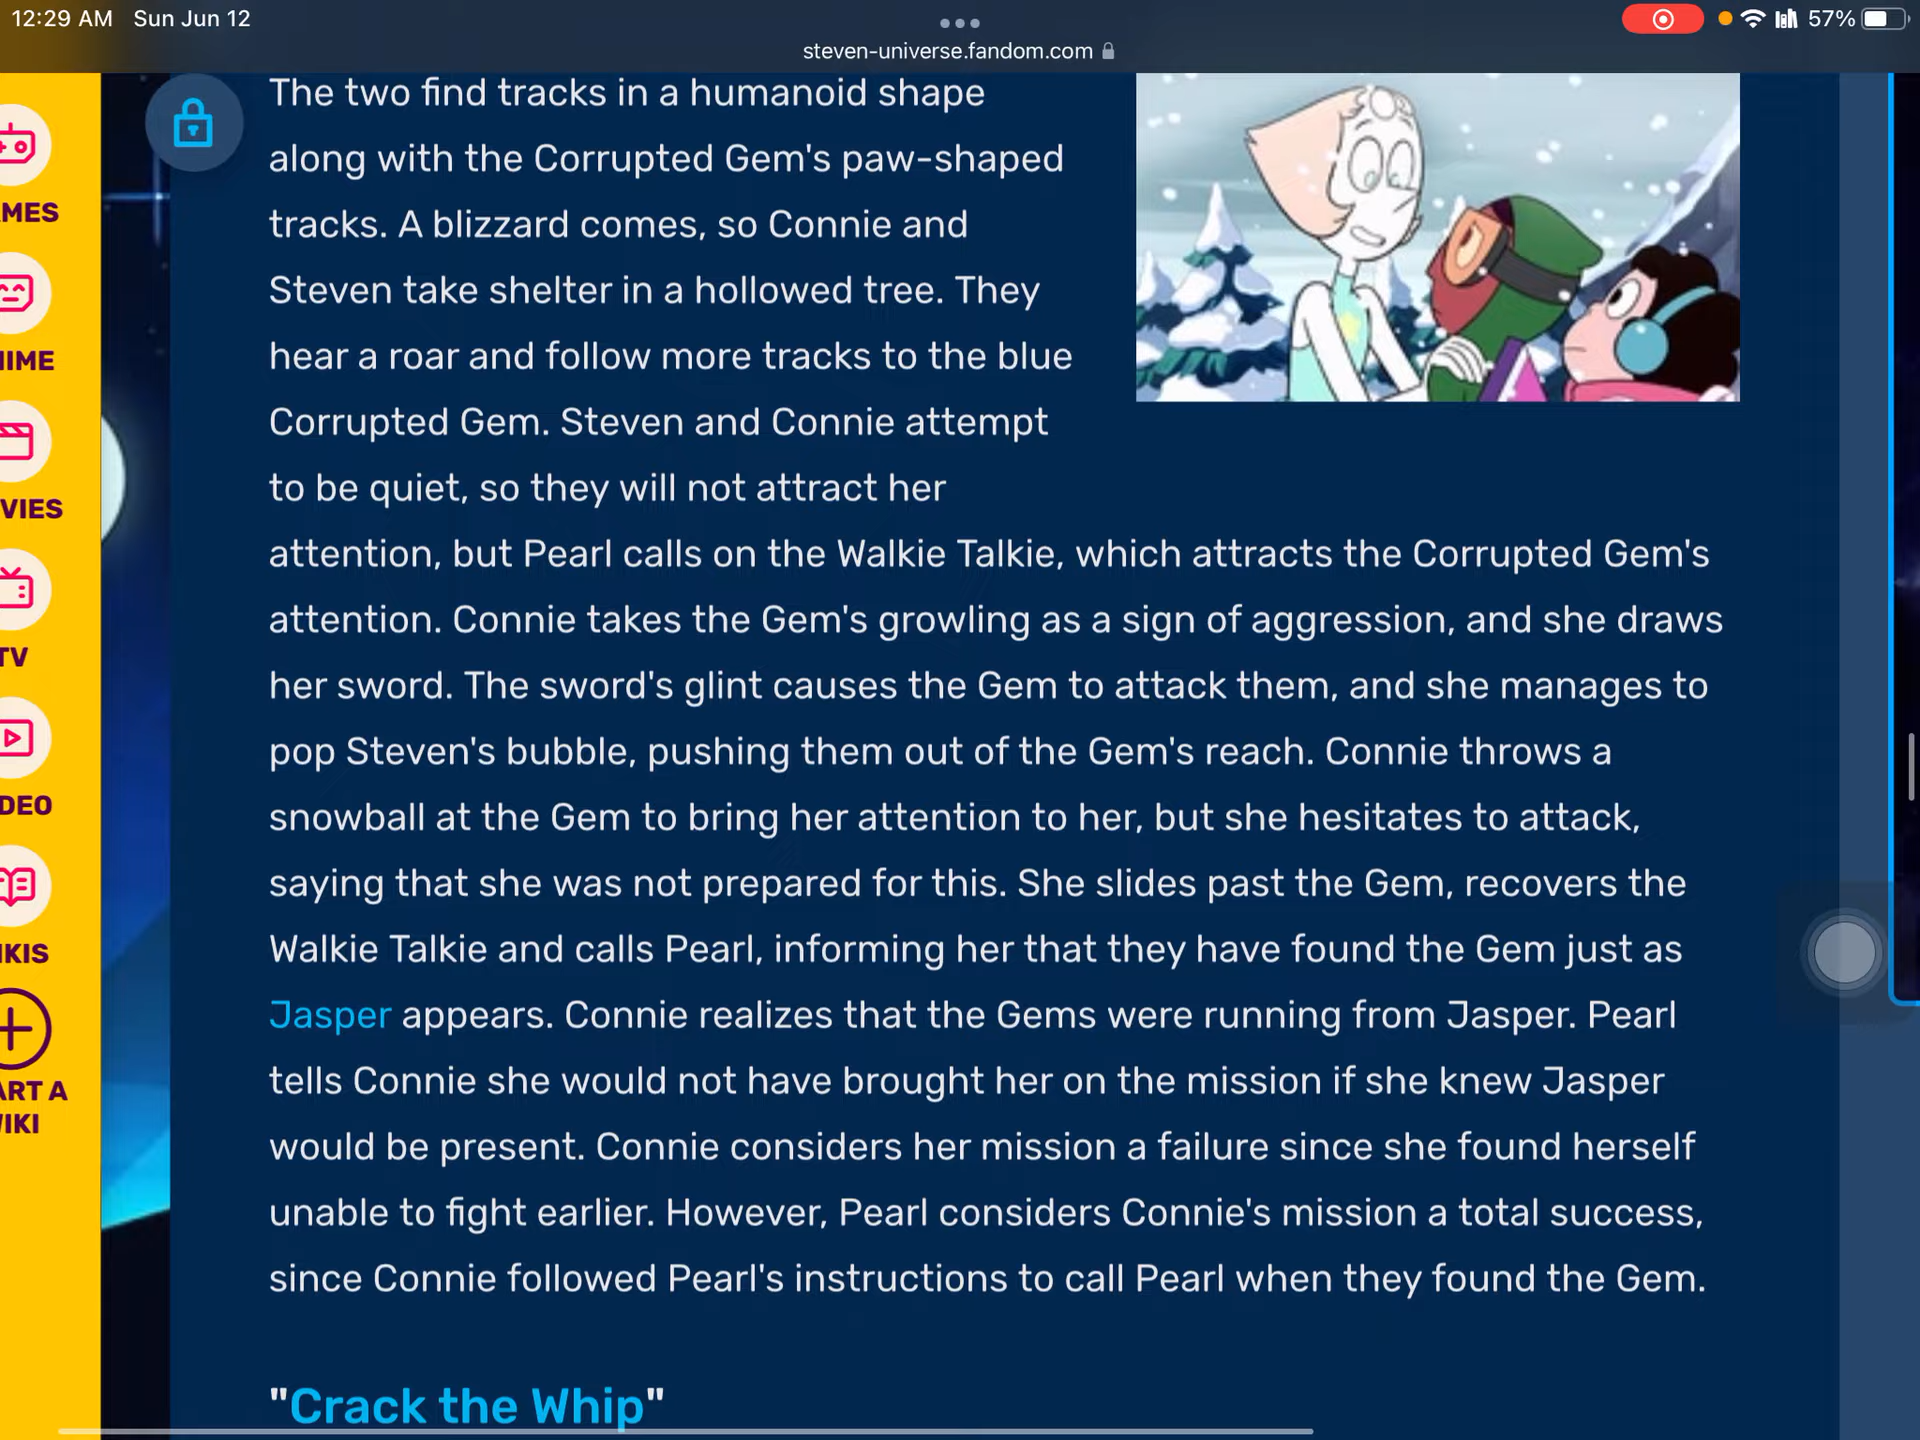 12:29 AM Sun Jun 12
57%
steven-universe.fandom.com
The two find tracks in a humanoid shape
along with the Corrupted Gem's paw-shaped
tracks. A blizzard comes, so Connie and
Steven take shelter in a hollowed tree. They
hear a roar and follow more tracks to the blue
Corrupted Gem. Steven and Connie attempt
to be quiet, so they will not attract her
attention, but Pearl calls on the Walkie Talkie, which attracts the Corrupted Gem's
attention. Connie takes the Gem's growling as a sign of aggression, and she draws
her sword. The sword's glint causes the Gem to attack them, and she manages to
pop Steven's bubble, pushing them out of the Gem's reach. Connie throws a
snowball at the Gem to bring her attention to her, but she hesitates to attack,
saying that she was not prepared for this. She slides past the Gem, recovers the
Walkie Talkie and calls Pearl, informing her that they have found the Gem just as
Jasper appears. Connie realizes that the Gems were running from Jasper. Pearl
tells Connie she would not have brought her on the mission if she knew Jasper
would be present. Connie considers her mission a failure since she found herself
unable to fight earlier. However, Pearl considers Connie's mission a total success,
since Connie followed Pearl's instructions to call Pearl when they found the Gem.
"Crack the Whip"
MES
IME
VIES
TV
DEO
IKIS
ART A
IKI